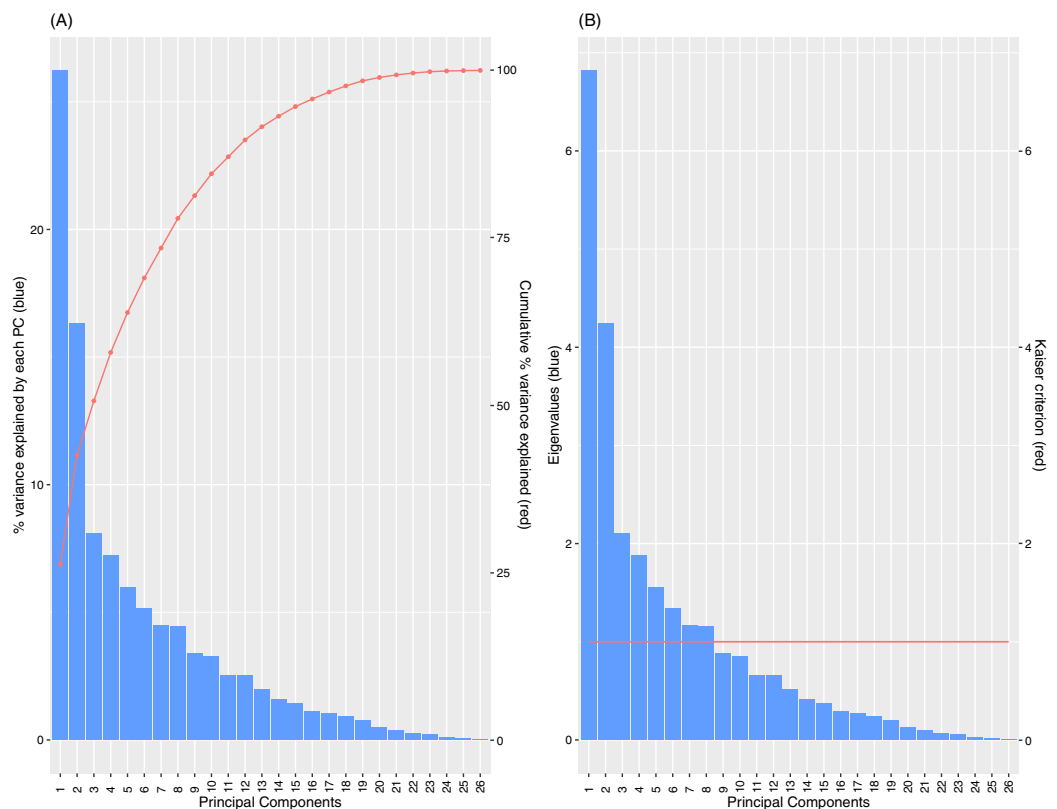 (A)
% variance explained by each PC (blue)
20
10
0
100
75
50
25
0
Cumulative % variance explained (red)
1 2 3 4 5 6 7 8 9 10 11 12 13 14 15 16 17 18 19 20 21 22 23 24 25 26
Principal Components
(B)
Eigenvalues (blue)
6
4
2
0
6
4
2
0
Kaiser criterion (red)
1 2 3 4 5 6 7 8 9 10 11 12 13 14 15 16 17 18 19 20 21 22 23 24 25 26
Principal Components